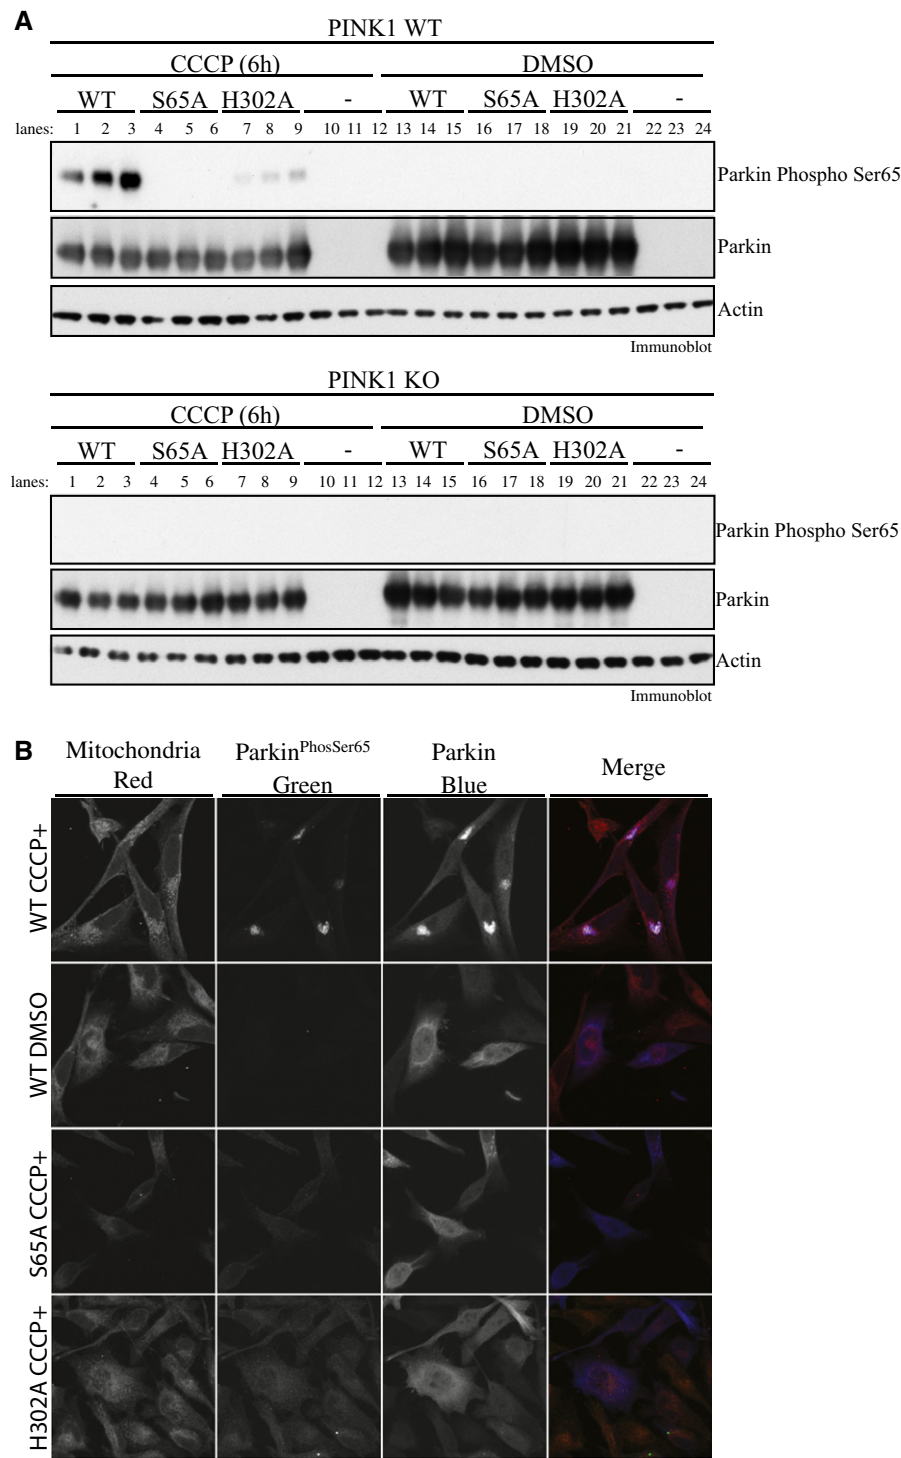 A
PINK1 WT
CCCP (6h) DMSO
WT S65A H302A - WT S65A H302A -
lanes: 1 2 3 4 5 6 7 8 9 10 11 12 13 14 15 16 17 18 19 20 21 22 23 24
Parkin Phospho Ser65
Parkin
Actin
Immunoblot
PINK1 KO
CCCP (6h) DMSO
WT S65A H302A - WT S65A H302A -
lanes: 1 2 3 4 5 6 7 8 9 10 11 12 13 14 15 16 17 18 19 20 21 22 23 24
Parkin Phospho Ser65
Parkin
Actin
Immunoblot
B
Mitochondria Red
ParkinPhosSer65 Green
Parkin Blue
Merge
WT CCCP+
WT DMSO
S65A CCCP+
H302A CCCP+